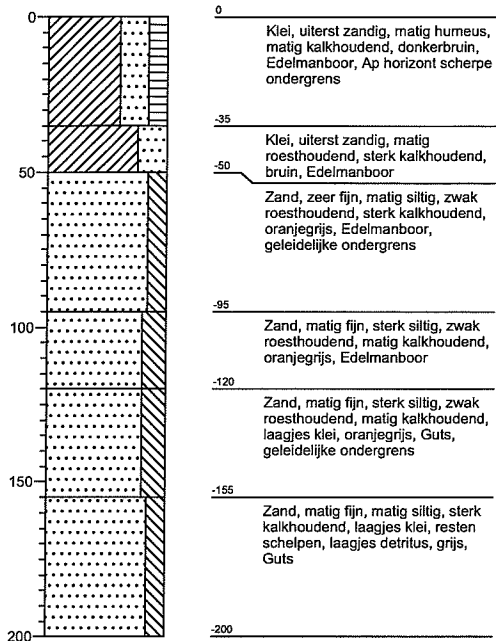 0
0
Klei, uiterst zandig, matig humeus,
matig kalkhoudend, donkerbruin,
Edelmanboor, Ap horizont scherpe
ondergrens
-35
Klei, uiterst zandig, matig
roesthoudend, sterk kalkhoudend,
bruin, Edelmanboor
50
-50
Zand, zeer fijn, matig siltig, zwak
roesthoudend, sterk kalkhoudend,
oranjegrijs, Edelmanboor,
geleidelijke ondergrens
-95
100
Zand, matig fijn, sterk siltig, zwak
roesthoudend, matig kalkhoudend,
oranjegrijs, Edelmanboor
-120
Zand, matig fijn, sterk siltig, zwak
roesthoudend, matig kalkhoudend,
laagjes klei, oranjegrijs, Guts,
geleidelijke ondergrens
150
-155
Zand, matig fijn, matig siltig, sterk
kalkhoudend, laagjes klei, resten
schelpen, laagjes detritus, grijs,
Guts
200
-200